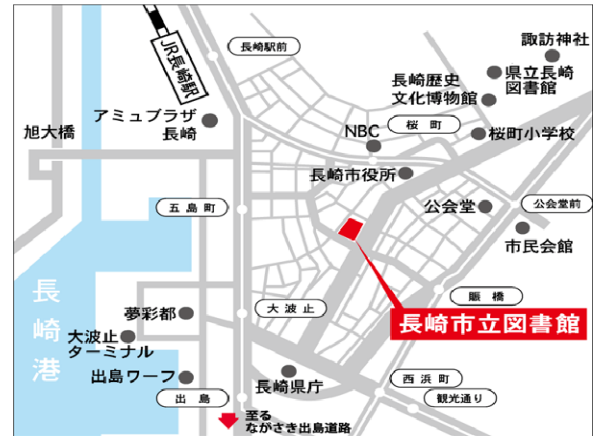 JR長崎駅
長崎駅前
諏訪神社
県立長崎
図書館
長崎歴史
文化博物館
アミュプラザ
長崎
旭大橋
NBC
桜町
桜町小学校
長崎市役所
五島町
公会堂
公会堂前
市民会館
長崎港
夢彩都
大波止
賑橋
長崎市立図書館
大波止
ターミナル
出島ワーフ
長崎県庁
西浜町
出島
観光通り
至る
ながさき出島道路